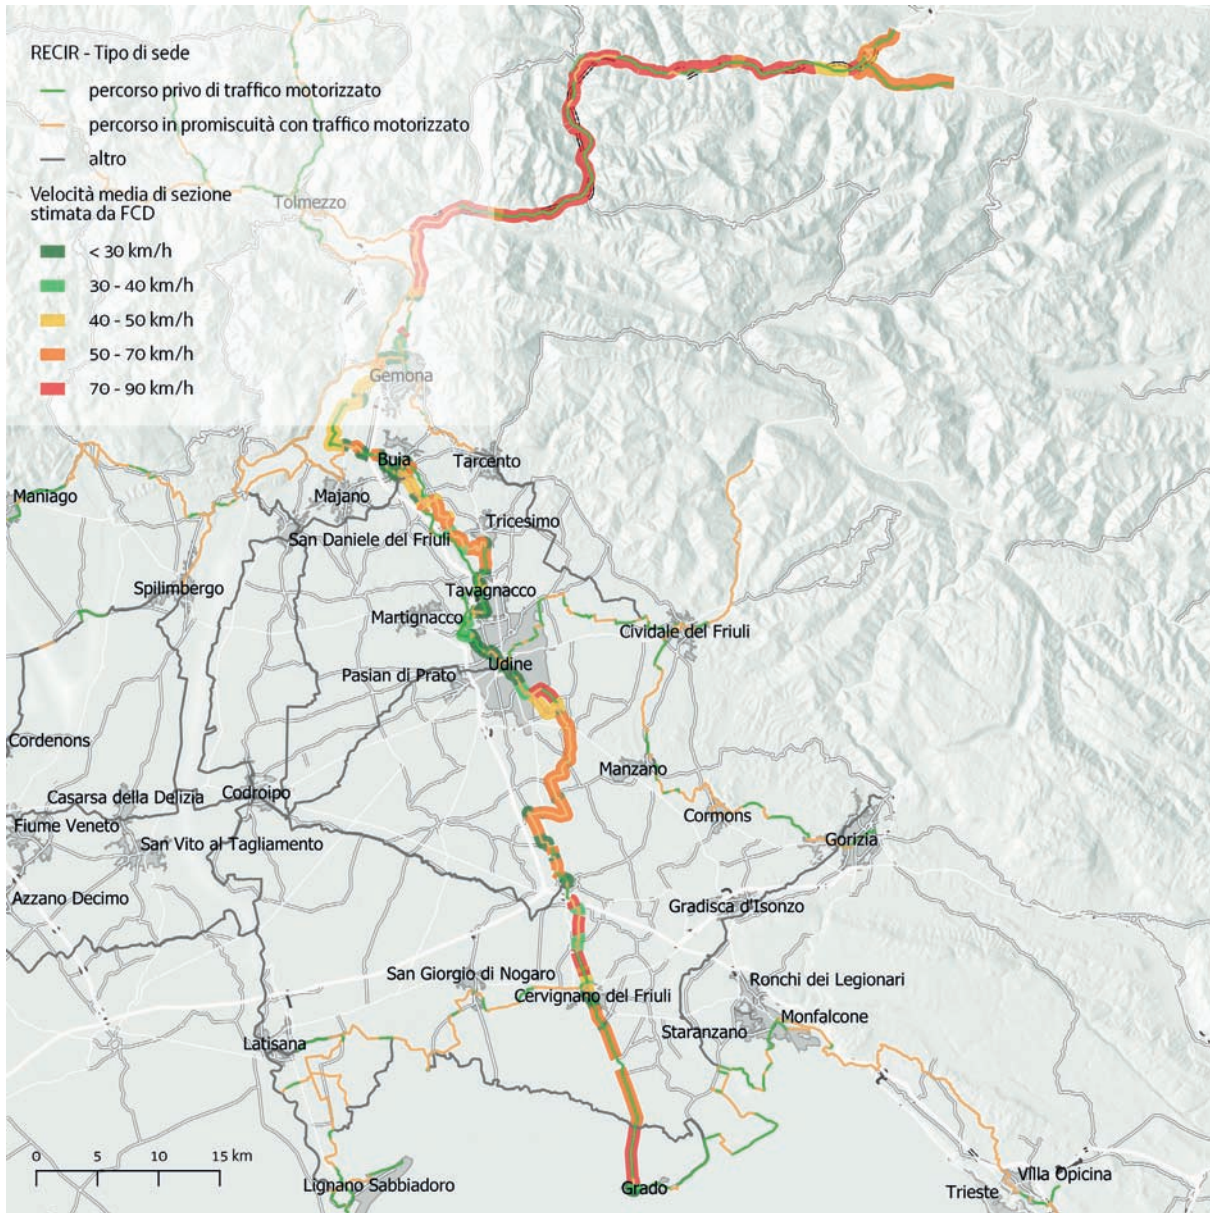 RECIR - Tipo di sede
percorso privo di traffico motorizzato
percorso in promiscuità con traffico motorizzato
altro
Velocità media di sezione
stimata da FCD
< 30 km/h
30 - 40 km/h
40 - 50 km/h
50 - 70 km/h
70 - 90 km/h
Tolmezzo
Gemona
Buia
Tarcento
Maniago
Majano
Tricesimo
San Daniele del Friuli
Spilimbergo
Tavagnacco
Martignacco
Cividale del Friuli
Udine
Pasian di Prato
Cordenons
Manzano
Casarsa della Delizia
Codroipo
Cormons
Fiume Veneto
San Vito al Tagliamento
Gorizia
Azzano Decimo
Gradisca d'Isonzo
San Giorgio di Nogaro
Ronchi dei Legionari
Cervignano del Friuli
Monfalcone
Staranzano
Latisana
0 5 10 15 km
Villa Opicina
Lignano Sabbiadoro
Grado
Trieste